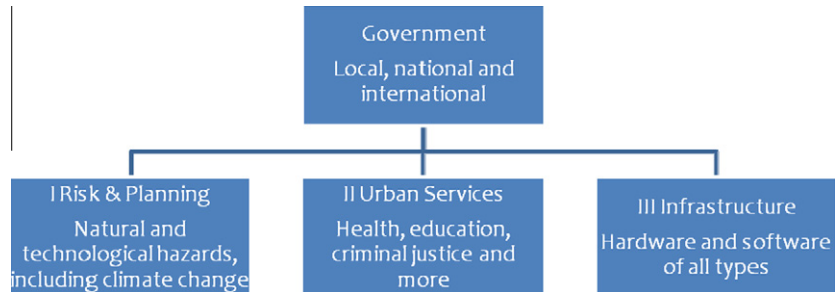 Government
Local, national and
international
I Risk & Planning
Natural and
technological hazards,
including climate change
II Urban Services
Health, education,
criminal justice and
more
III Infrastructure
Hardware and software
of all types